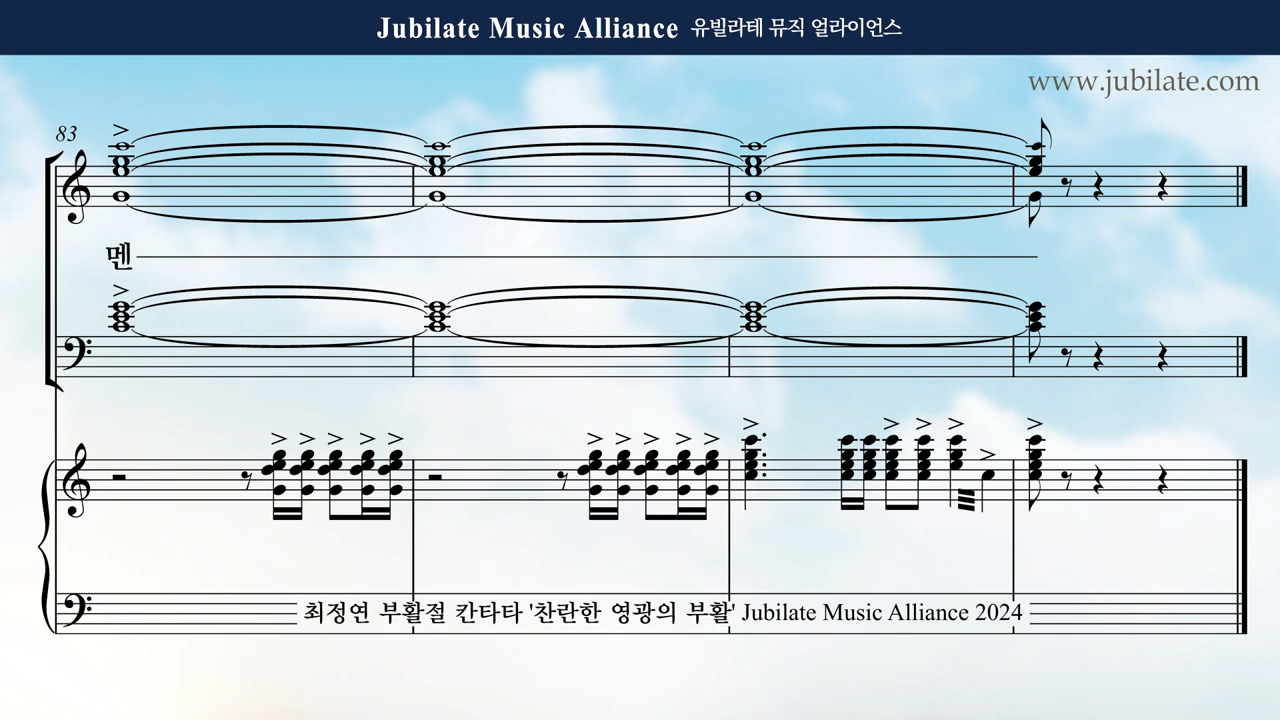 Jubilate Music Alliance 유빌라테 뮤직 얼라이언스
www.jubilate.com
83
멘
최정연 부활절 칸타타 '찬란한 영광의 부활' Jubilate Music Alliance 2024